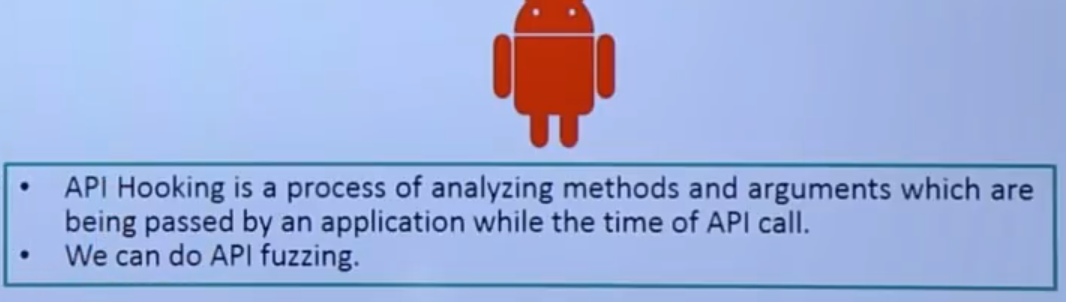 • API Hooking is a process of analyzing methods and arguments which are
being passed by an application while the time of API call.
• We can do API fuzzing.